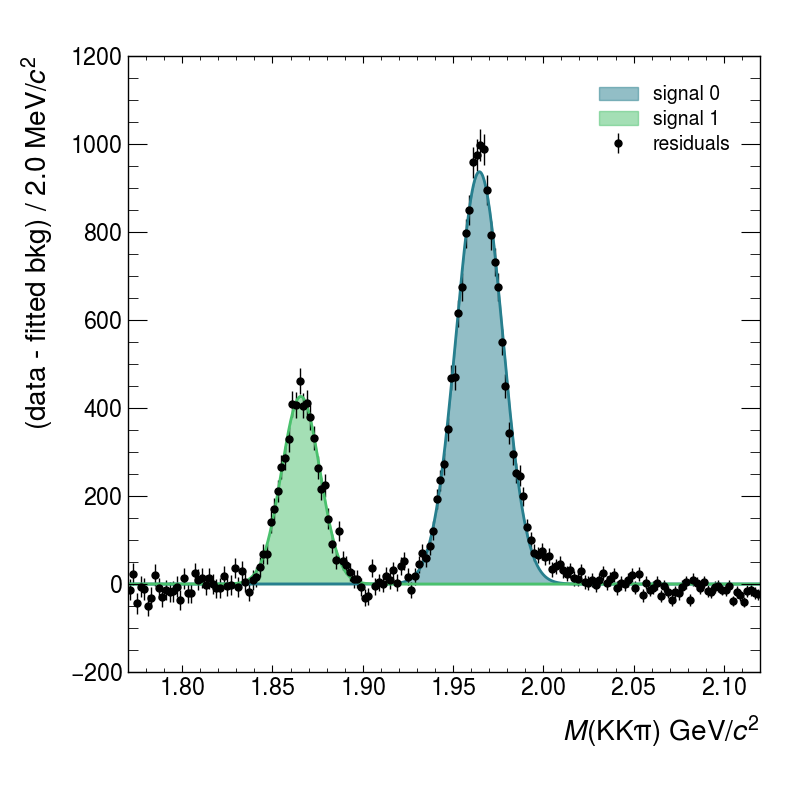 (data - fitted bkg) / 2.0 MeV/c²
1200
1000
800
600
400
200
0
−200
signal 0
signal 1
residuals
1.80 1.85 1.90 1.95 2.00 2.05 2.10
M(KKπ) GeV/c²